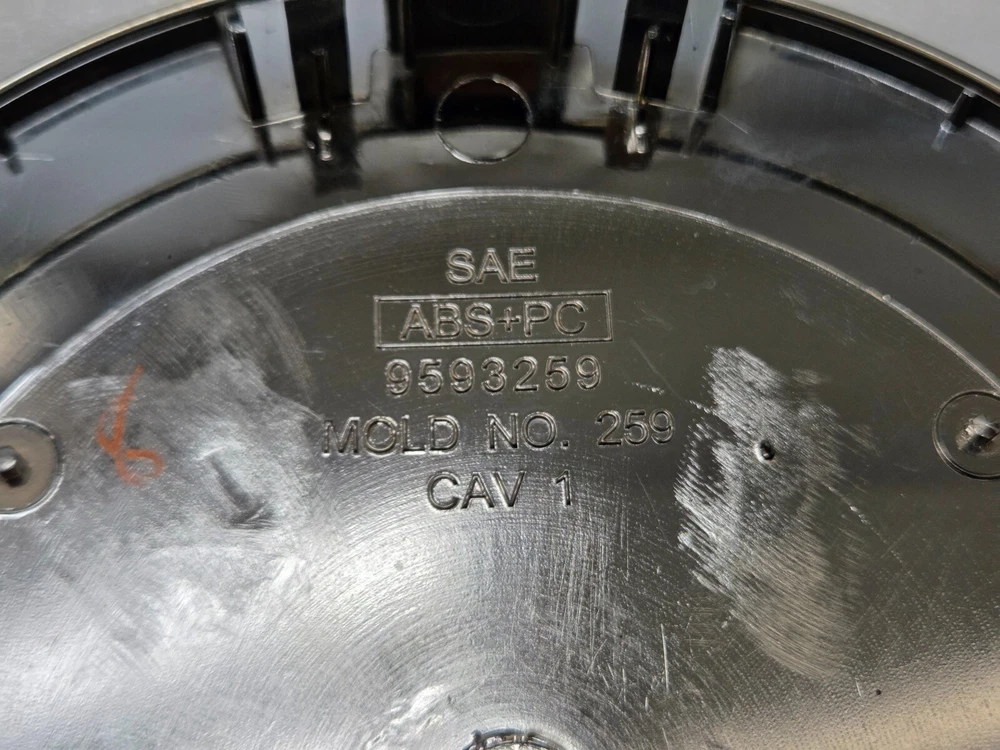 SAE
ABS+PC
9593259
MOLD NO. 259
CAV 1